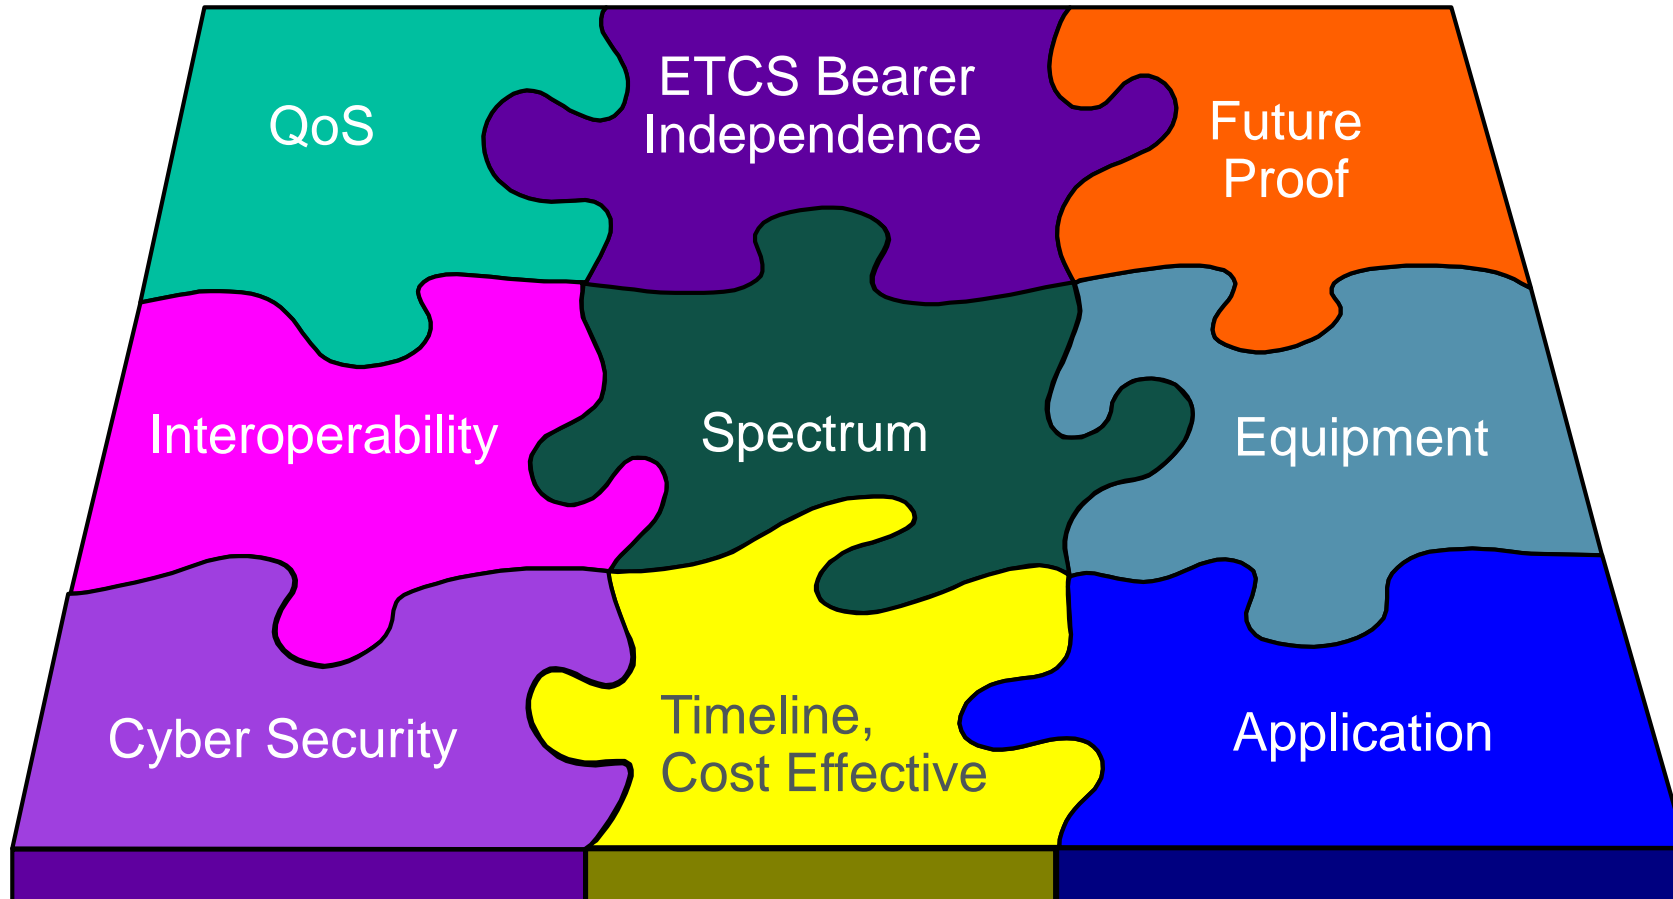 QoS
ETCS Bearer
Independence
Future
Proof
Interoperability
Spectrum
Equipment
Cyber Security
Timeline,
Cost Effective
Application